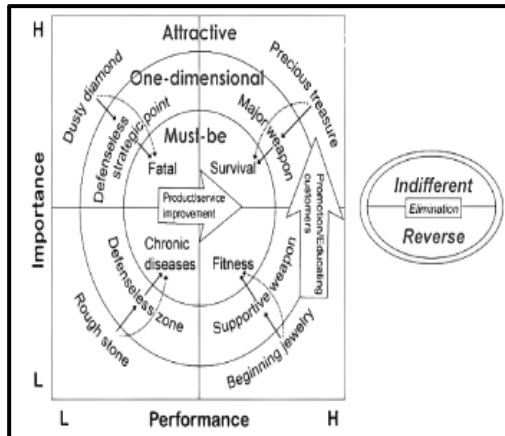 H
Attractive
One-dimensional
Must-be
Dusty diamond
Defenseless
strategic point
Fatal
Survival
Major weapon
Precious treasure
Importance
Product/service
improvement
Promotion/Educating
customers
Indifferent
Elimination
Reverse
Chronic
diseases
Fitness
Defenseless zone
Supportive weapon
Rough stone
Beginning jewelry
L
L
Performance
H